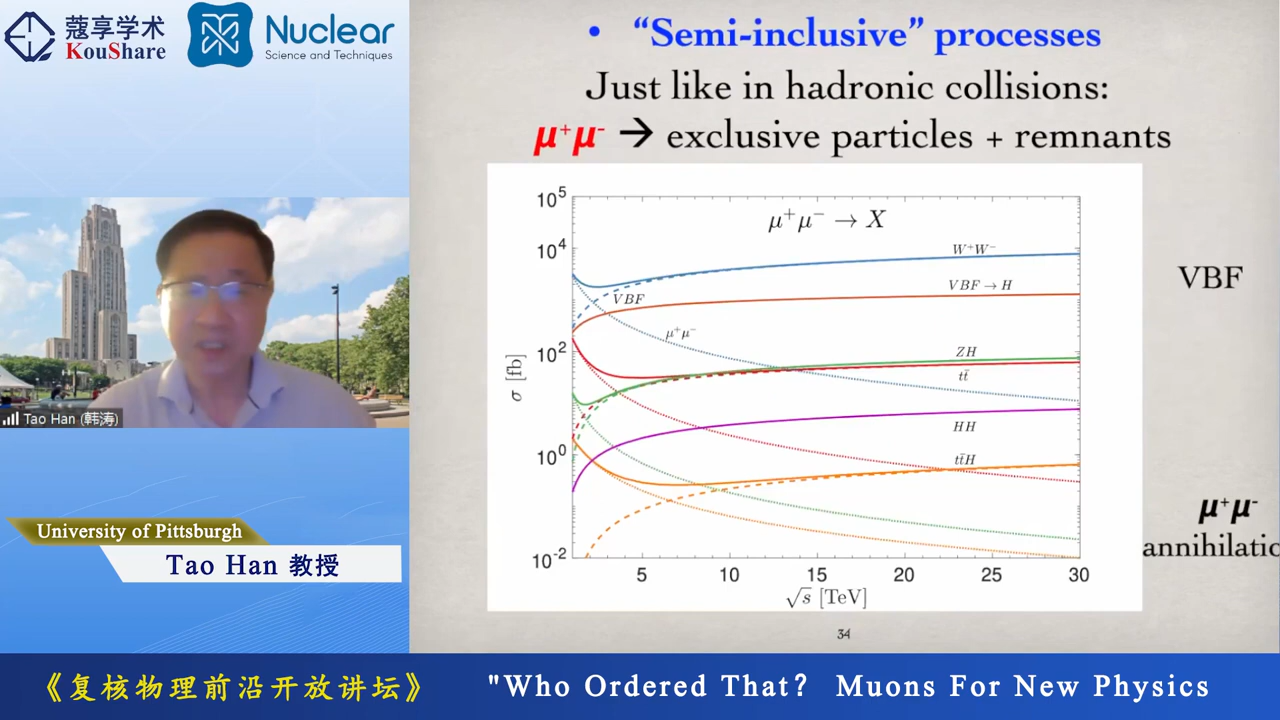 蔻享学术
KouShare
Nuclear
Science and Techniques
Tao Han (韩涛)
University of Pittsburgh
Tao Han 教授
• “Semi-inclusive” processes
Just like in hadronic collisions:
μ⁺μ⁻ → exclusive particles + remnants
10⁵
10⁴
10²
10⁰
10⁻²
σ [fb]
μ⁺μ⁻ → X
W⁺W⁻
VBF → H
VBF
μ⁺μ⁻
ZH
tt̄
HH
tt̄H
5 10 15 20 25 30
√s [TeV]
VBF
μ⁺μ⁻
annihilatio
34
《复核物理前沿开放讲坛》
"Who Ordered That? Muons For New Physics